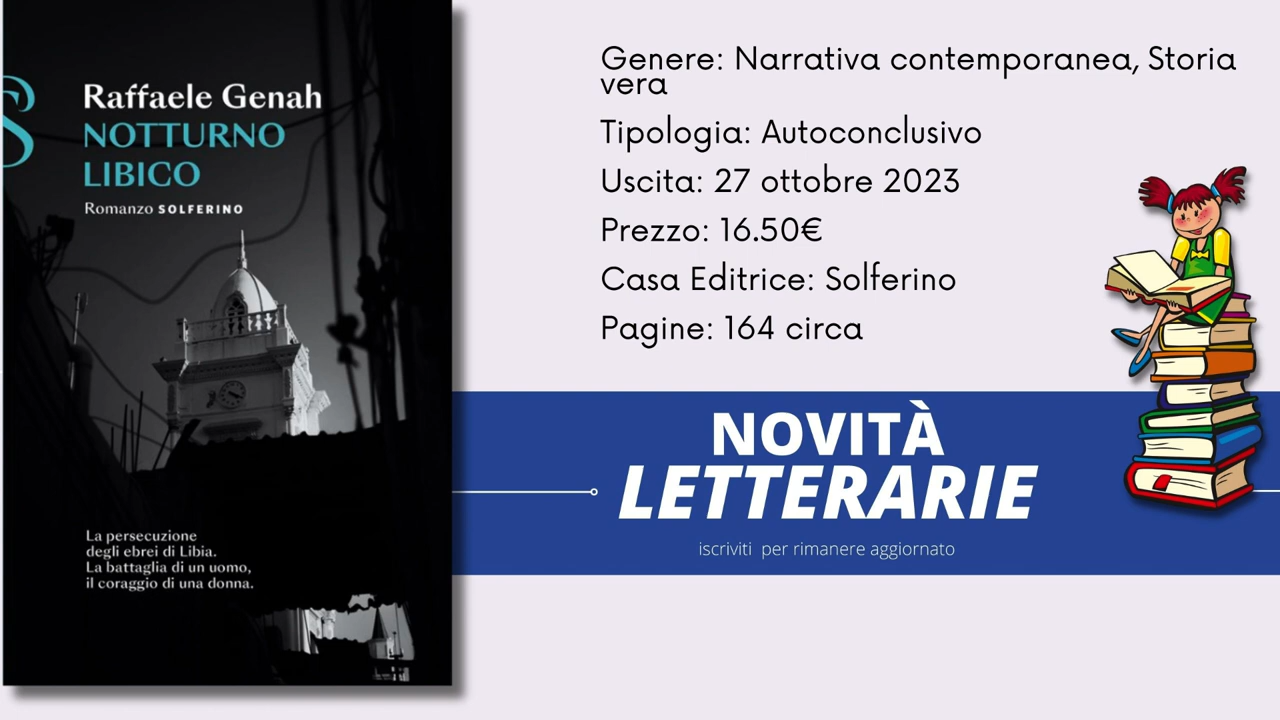 S
Raffaele Genah
NOTTURNO
LIBICO
Romanzo SOLFERINO
La persecuzione
degli ebrei di Libia.
La battaglia di un uomo,
il coraggio di una donna.
Genere: Narrativa contemporanea, Storia
vera
Tipologia: Autoconclusivo
Uscita: 27 ottobre 2023
Prezzo: 16.50€
Casa Editrice: Solferino
Pagine: 164 circa
NOVITÀ
LETTERARIE
iscriviti per rimanere aggiornato